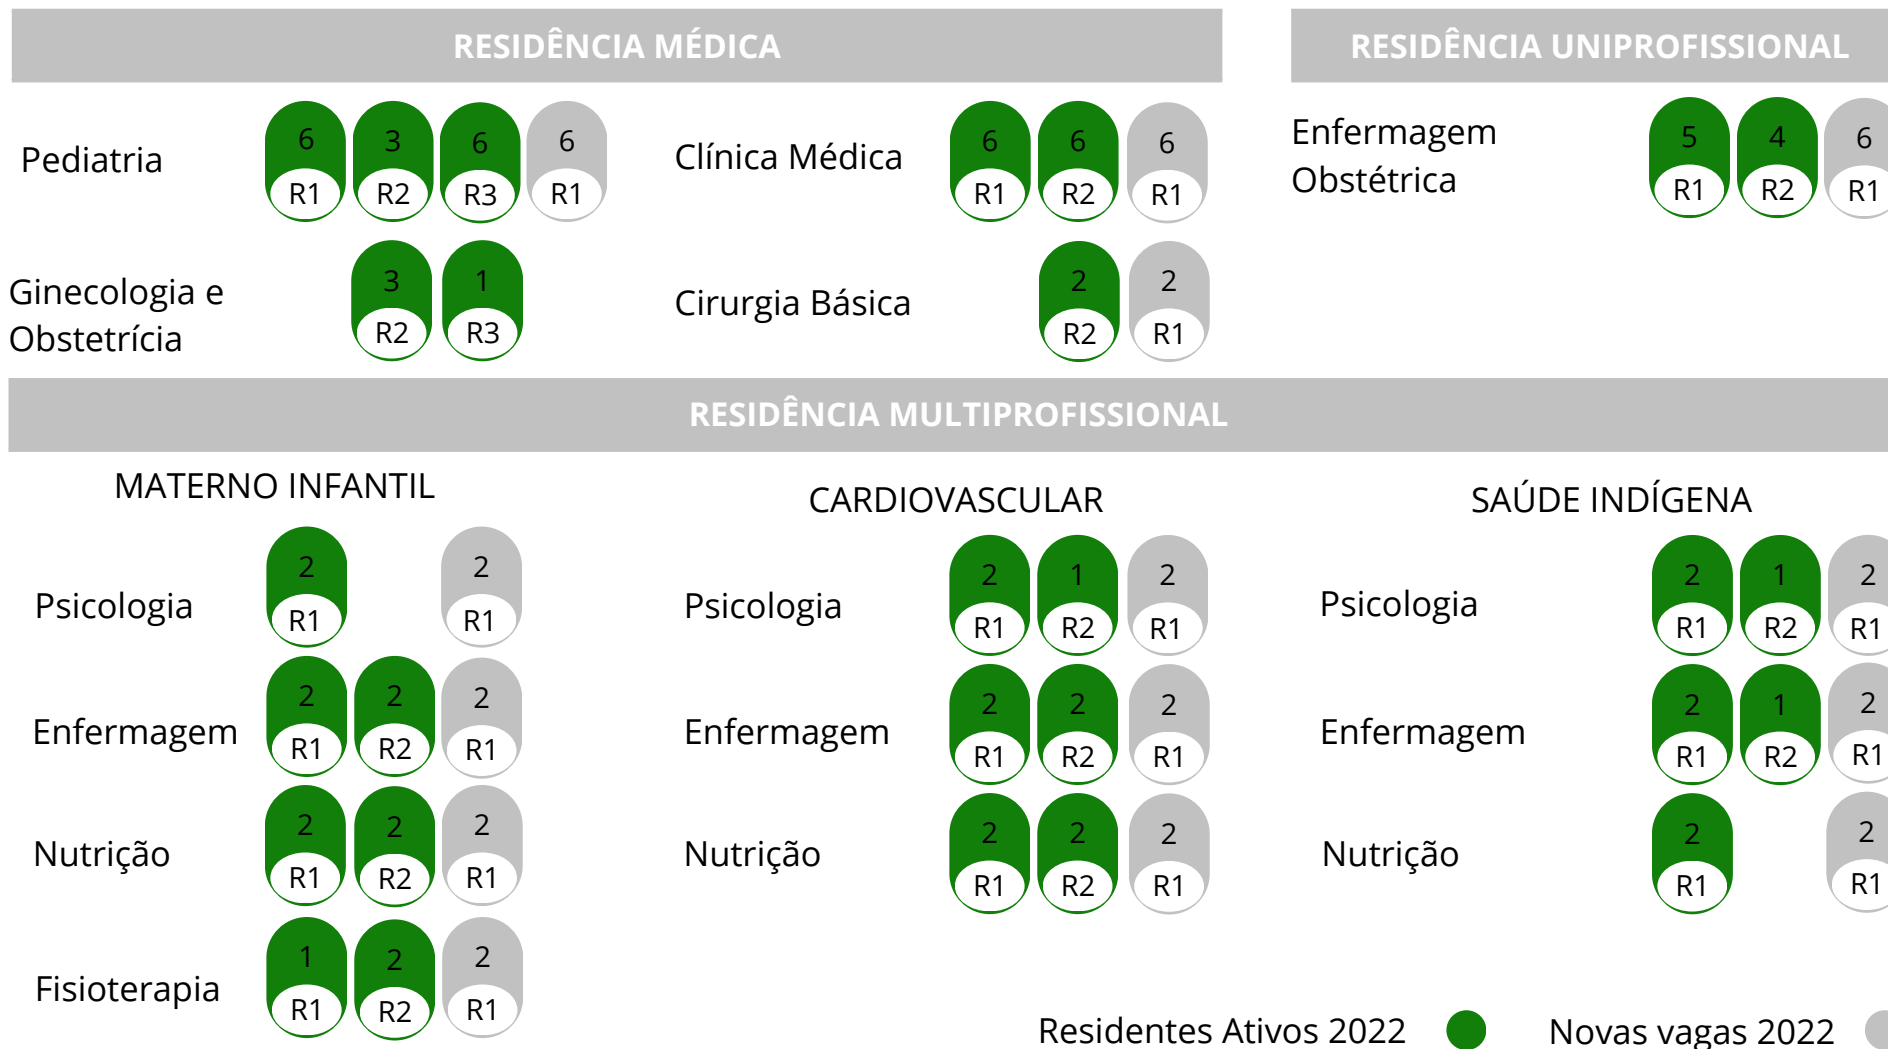 RESIDÊNCIA MÉDICA
Pediatria
6 3 6 6
R1 R2 R3 R1
Clínica Médica
6 6 6
R1 R2 R1
Ginecologia e
Obstetrícia
3 1
R2 R3
Cirurgia Básica
2 2
R2 R1
RESIDÊNCIA UNIPROFISSIONAL
Enfermagem
Obstétrica
5 4 6
R1 R2 R1
RESIDÊNCIA MULTIPROFISSIONAL
MATERNO INFANTIL
Psicologia
2 2
R1 R1
Enfermagem
2 2 2
R1 R2 R1
Nutrição
2 2 2
R1 R2 R1
Fisioterapia
1 2 2
R1 R2 R1
CARDIOVASCULAR
Psicologia
2 1 2
R1 R2 R1
Enfermagem
2 2 2
R1 R2 R1
Nutrição
2 2 2
R1 R2 R1
SAÚDE INDÍGENA
Psicologia
2 1 2
R1 R2 R1
Enfermagem
2 1 2
R1 R2 R1
Nutrição
2 2
R1 R1
Residentes Ativos 2022
Novas vagas 2022